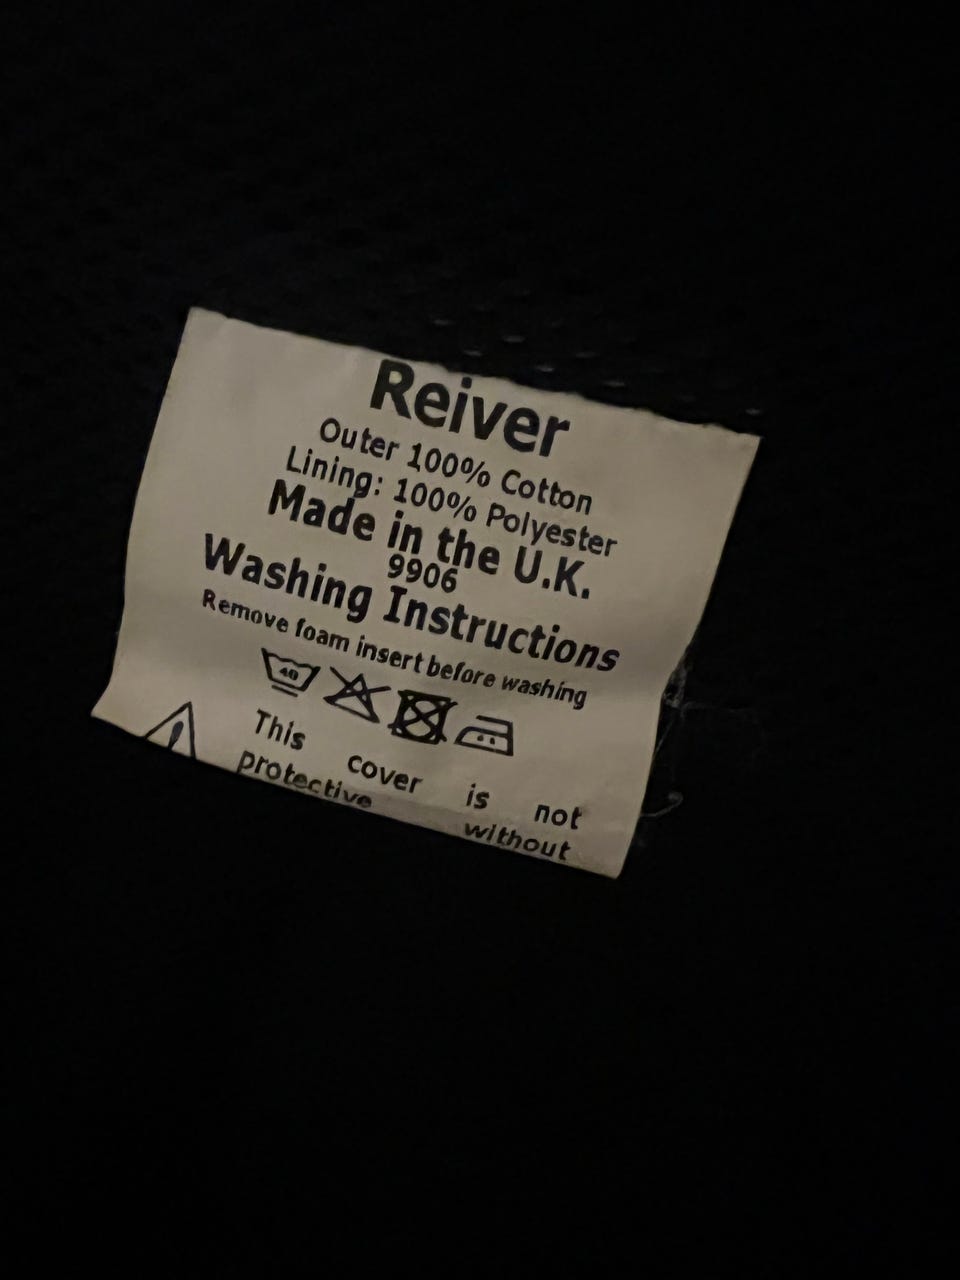 Reiver
Outer 100% Cotton
Lining: 100% Polyester
Made in the U.K.
9906
Washing Instructions
Remove foam insert before washing
40
This cover is not
protective without